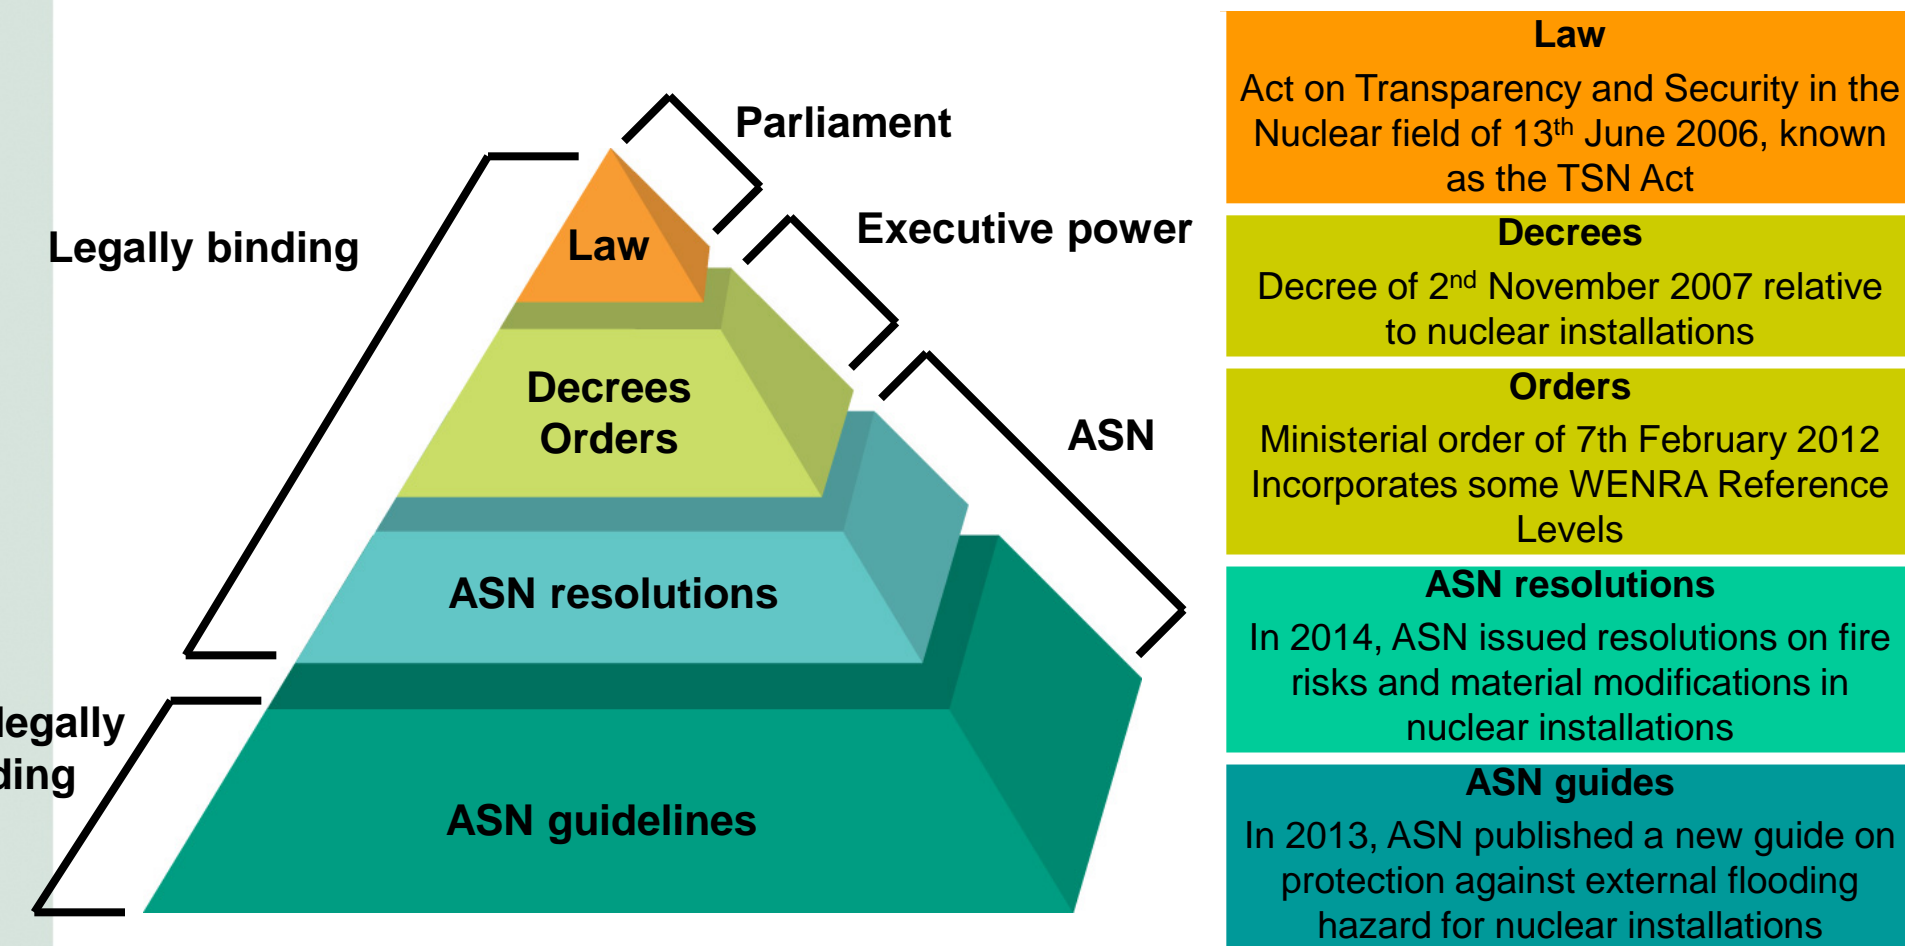 Parliament
Executive power
Legally binding
Law
Decrees
Orders
ASN
ASN resolutions
legally
ASN guidelines
Law
Act on Transparency and Security in the
Nuclear field of 13th June 2006, known
as the TSN Act
Decrees
Decree of 2nd November 2007 relative
to nuclear installations
Orders
Ministerial order of 7th February 2012
Incorporates some WENRA Reference
Levels
ASN resolutions
In 2014, ASN issued resolutions on fire
risks and material modifications in
nuclear installations
ASN guides
In 2013, ASN published a new guide on
protection against external flooding
hazard for nuclear installations